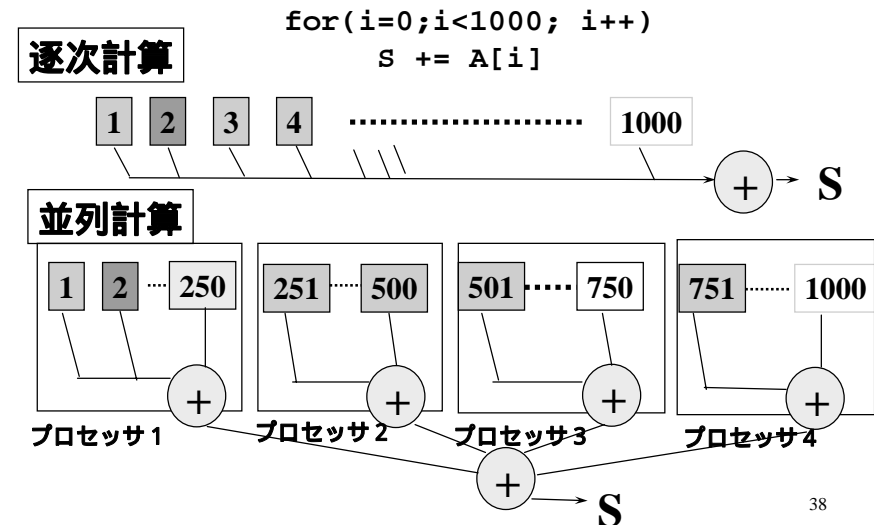 for(i=0;i<1000; i++)
S += A[i]
逐次計算
1 2 3 4 ...................... 1000
+ S
並列計算
1 2 ... 250 251 ...... 500 501 ...... 750 751 ........ 1000
+ + + +
プロセッサ1 プロセッサ2 プロセッサ3 プロセッサ4
+ S
38